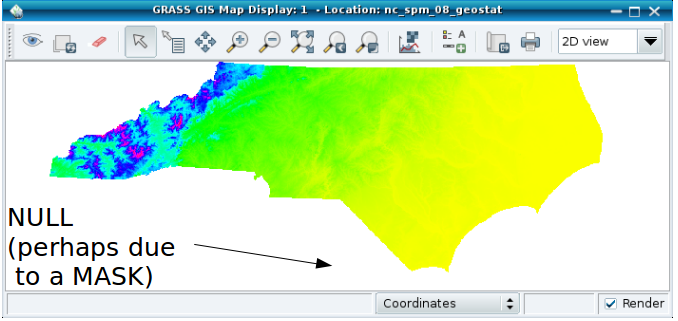 GRASS GIS Map Display: 1 - Location: nc_spm_08_geostat
2D view
NULL
(perhaps due
to a MASK)
Coordinates
Render